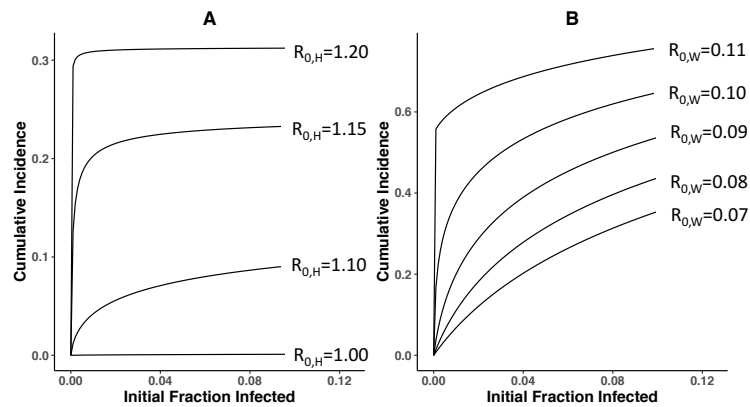 A
Cumulative Incidence
0.3
0.2
0.1
0.0
R0,H=1.20
R0,H=1.15
R0,H=1.10
R0,H=1.00
0.00 0.04 0.08 0.12
Initial Fraction Infected
B
Cumulative Incidence
0.6
0.4
0.2
0.0
R0,W=0.11
R0,W=0.10
R0,W=0.09
R0,W=0.08
R0,W=0.07
0.00 0.04 0.08 0.12
Initial Fraction Infected